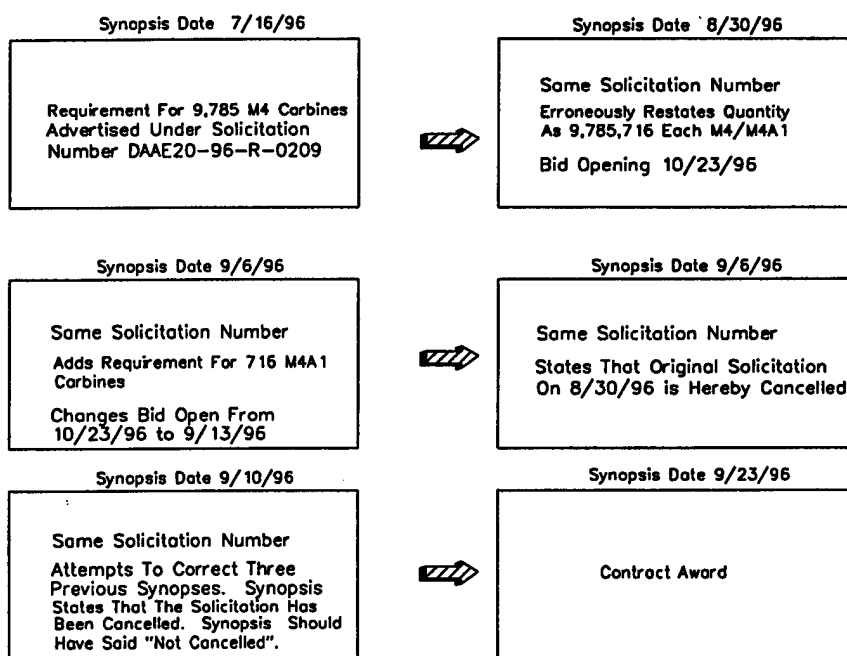 Synopsis Date 7/16/96
Requirement For 9,785 M4 Carbines
Advertised Under Solicitation
Number DAAE20-96-R-0209
Synopsis Date 8/30/96
Same Solicitation Number
Erroneously Restates Quantity
As 9,785,716 Each M4/M4A1
Bid Opening 10/23/96
Synopsis Date 9/6/96
Same Solicitation Number
Adds Requirement For 716 M4A1
Carbines
Changes Bid Open From
10/23/96 to 9/13/96
Synopsis Date 9/6/96
Same Solicitation Number
States That Original Solicitation
On 8/30/96 is Hereby Cancelled
Synopsis Date 9/10/96
Same Solicitation Number
Attempts To Correct Three
Previous Synopses. Synopsis
States That The Solicitation Has
Been Cancelled. Synopsis Should
Have Said "Not Cancelled".
Synopsis Date 9/23/96
Contract Award